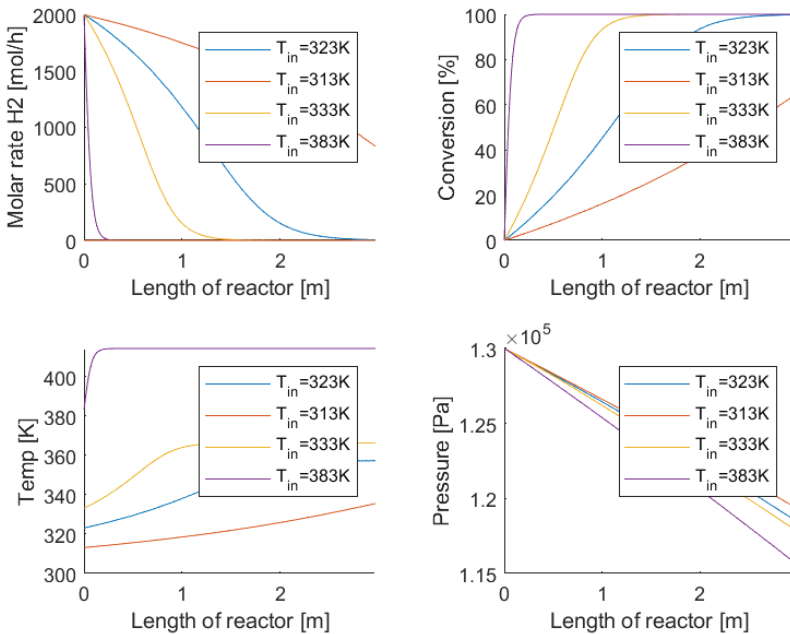 Molar rate H2 [mol/h]
2000
1500
1000
500
0
0 1 2
Length of reactor [m]
T_in=323K
T_in=313K
T_in=333K
T_in=383K
Conversion [%]
100
80
60
40
20
0
0 1 2
Length of reactor [m]
T_in=323K
T_in=313K
T_in=333K
T_in=383K
Temp [K]
400
380
360
340
320
300
0 1 2
Length of reactor [m]
T_in=323K
T_in=313K
T_in=333K
T_in=383K
Pressure [Pa]
×10^5
1.3
1.25
1.2
1.15
0 1 2
Length of reactor [m]
T_in=323K
T_in=313K
T_in=333K
T_in=383K